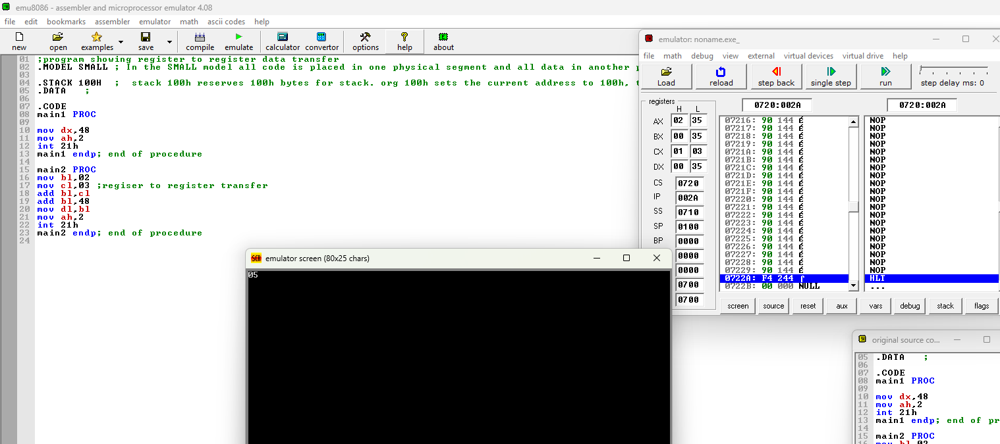 emu8086 - assembler and microprocessor emulator 4.08
file edit bookmarks assembler emulator math ascii codes help
new open examples save compile emulate calculator convertor options help about
01 ;program showing register to register data transfer
02 .MODEL SMALL ; In the SMALL model all code is placed in one physical segment and all data in another
03
04 .STACK 100H ; stack 100h reserves 100h bytes for stack. org 100h sets the current address to 100h,
05 .DATA ;
06
07 .CODE
08 main1 PROC
09
10 mov dx,48
11 mov ah,2
12 int 21h
13 main1 endp; end of procedure
14
15 main2 PROC
16 mov bl,02
17 mov cl,03 ;regiser to register transfer
18 add bl,cl
19 add bl,48
20 mov dl,bl
21 mov ah,2
22 int 21h
23 main2 endp; end of procedure
24
emulator screen (80x25 chars)
05
emulator: noname.exe_
file math debug view external virtual devices virtual drive help
Load reload step back single step run step delay ms: 0
registers
H L
AX 02 35
BX 00 35
CX 01 03
DX 00 35
CS 0720
IP 002A
SS 0710
SP 0100
BP 0000
0000
0000
0700
0700
0720:002A 0720:002A
07216: 90 144 É NOP
07217: 90 144 É NOP
07218: 90 144 É NOP
07219: 90 144 É NOP
0721A: 90 144 É NOP
0721B: 90 144 É NOP
0721C: 90 144 É NOP
0721D: 90 144 É NOP
0721E: 90 144 É NOP
0721F: 90 144 É NOP
07220: 90 144 É NOP
07221: 90 144 É NOP
07222: 90 144 É NOP
07223: 90 144 É NOP
07224: 90 144 É NOP
07225: 90 144 É NOP
07226: 90 144 É NOP
07227: 90 144 É NOP
07228: 90 144 É NOP
07229: 90 144 É NOP
0722A: F4 244 ⌠ HLT
0722B: 00 000 NULL ...
screen source reset aux vars debug stack flags
original source co...
05 .DATA ;
06
07 .CODE
08 main1 PROC
09
10 mov dx,48
11 mov ah,2
12 int 21h
13 main1 endp; end of pr
14
15 main2 PROC